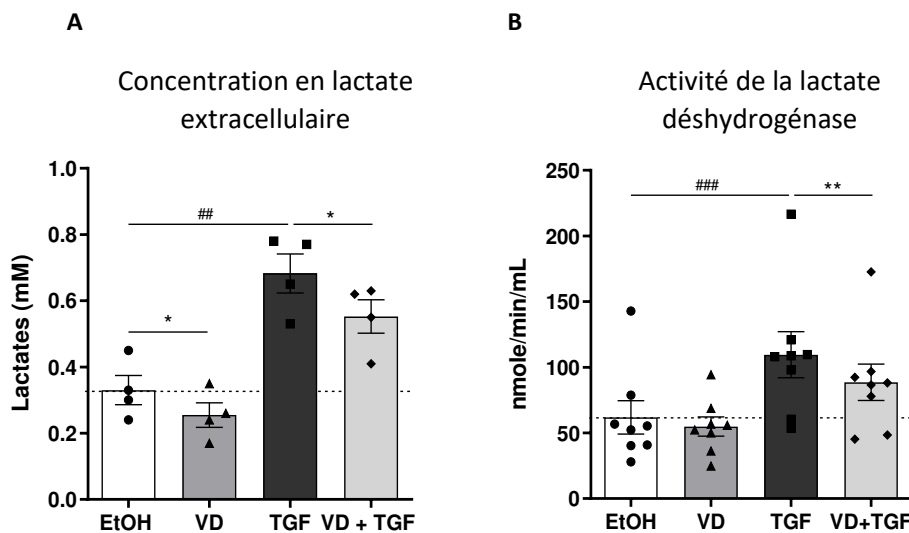 A
Concentration en lactate
extracellulaire
Lactates (mM)
1.0
0.8
0.6
0.4
0.2
0.0
##
*
*
EtOH VD TGF VD + TGF
B
Activité de la lactate
déshydrogénase
nmole/min/mL
250
200
150
100
50
0
###
**
EtOH VD TGF VD+TGF